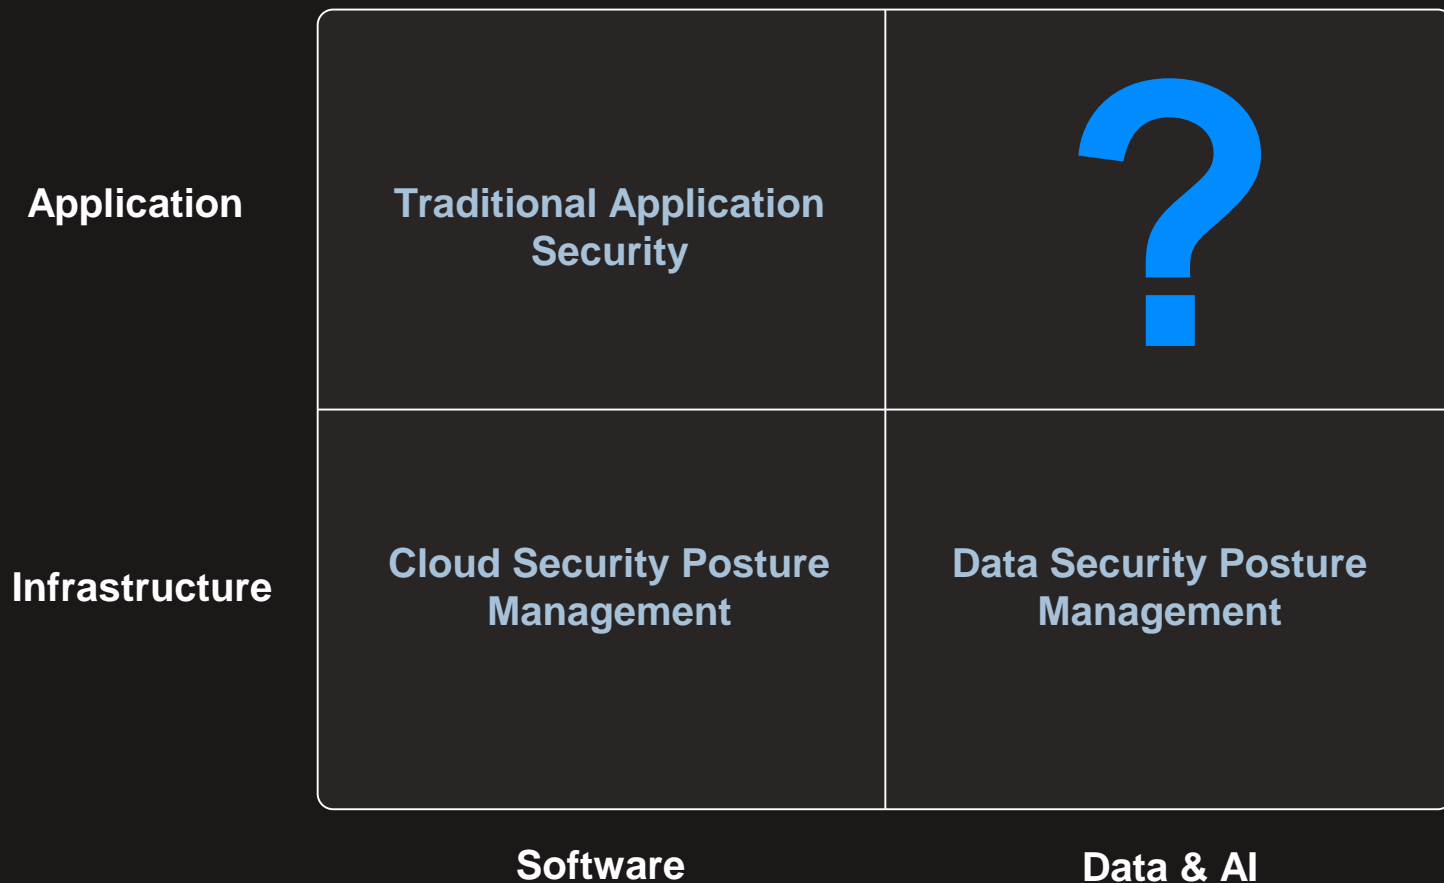 Application
Traditional Application
Security
?
Infrastructure
Cloud Security Posture
Management
Data Security Posture
Management
Software
Data & AI